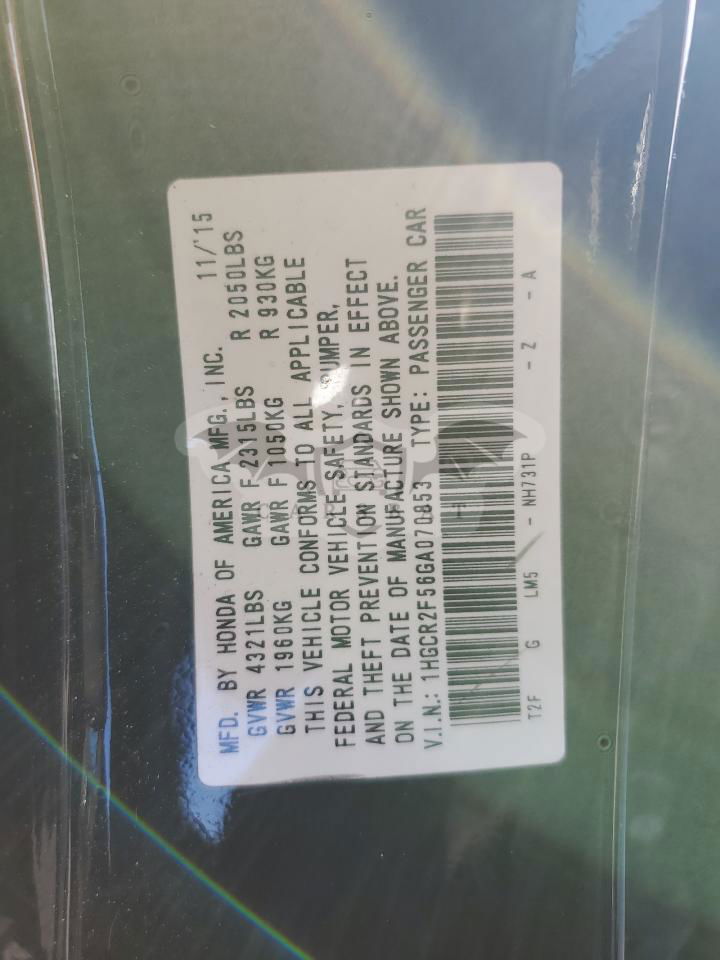 MFD. BY HONDA OF AMERICA MFG., INC. 11/'15
GVWR 4321LBS GAWR F 2315LBS R 2050LBS
GVWR 1960KG GAWR F 1050KG R 930KG
THIS VEHICLE CONFORMS TO ALL APPLICABLE
FEDERAL MOTOR VEHICLE SAFETY, BUMPER,
AND THEFT PREVENTION STANDARDS IN EFFECT
ON THE DATE OF MANUFACTURE SHOWN ABOVE.
V.I.N.: 1HGCR2F56GA070853 TYPE: PASSENGER CAR
T2F G LM5 - NH731P - Z - A